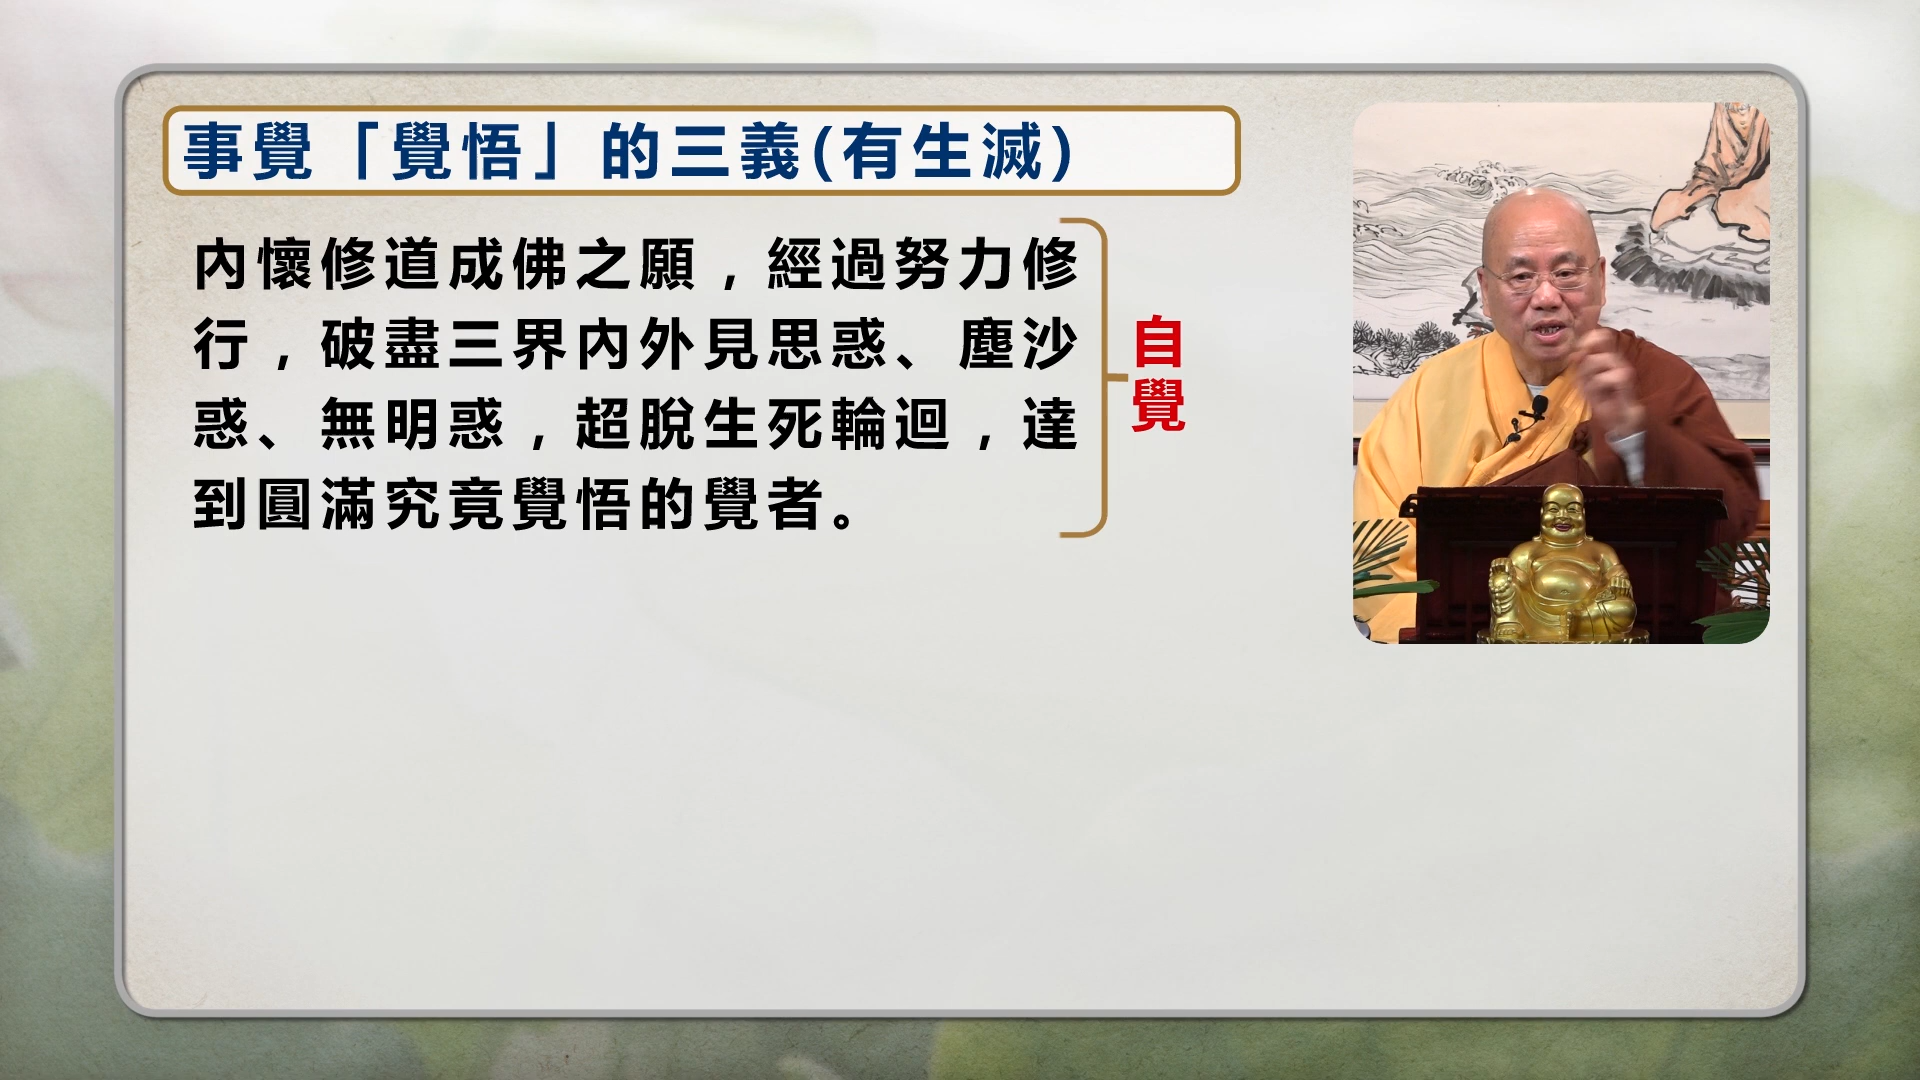 事覺「覺悟」的三義(有生滅)
內懷修道成佛之願，經過努力修
行，破盡三界內外見思惑、塵沙
惑、無明惑，超脫生死輪迴，達
到圓滿究竟覺悟的覺者。
自覺